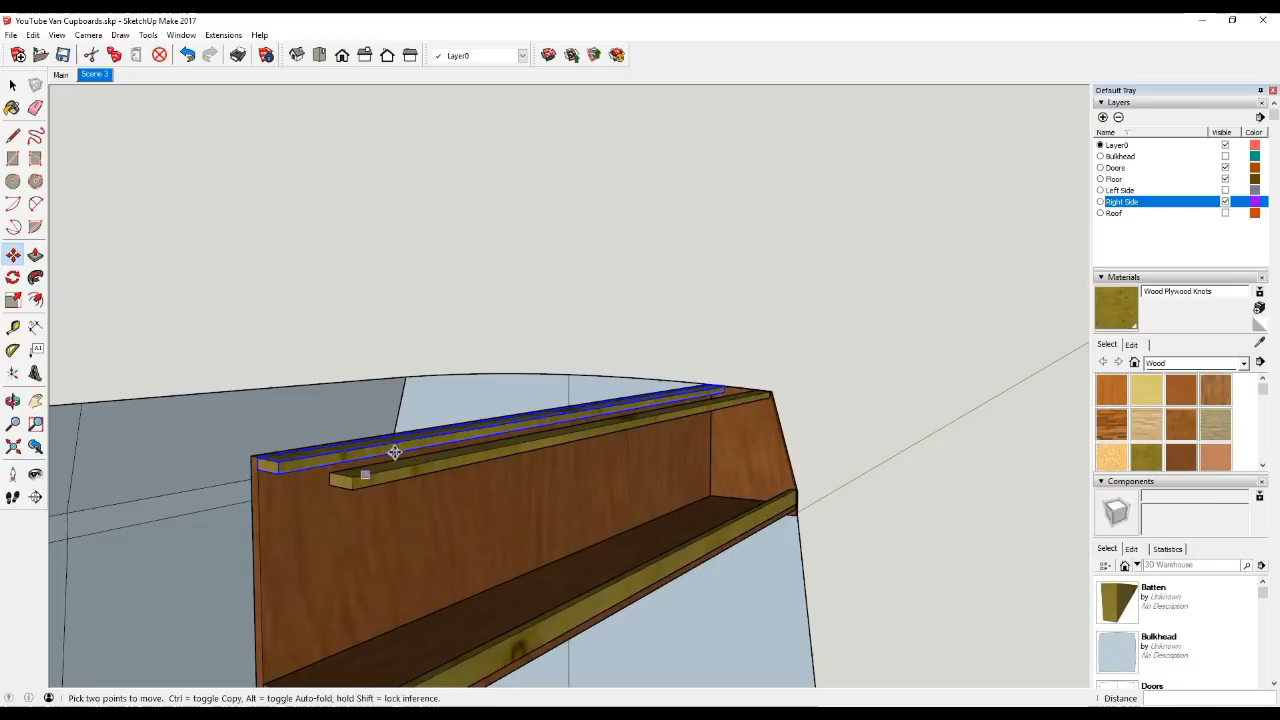 YouTube Van Cupboards.skp - SketchUp Make 2017
File Edit View Camera Draw Tools Window Extensions Help
Layer0
Main Scene 3
Default Tray
Layers
Name Visible Color
Layer0
Bulkhead
Doors
Floor
Left Side
Right Side
Roof
Materials
Wood Plywood Knots
Select Edit
Wood
Components
Select Edit Statistics
3D Warehouse
Batten
by Unknown
No Description
Bulkhead
by Unknown
No Description
Doors
Pick two points to move. Ctrl = toggle Copy, Alt = toggle Auto-fold, hold Shift = lock inference.
Distance